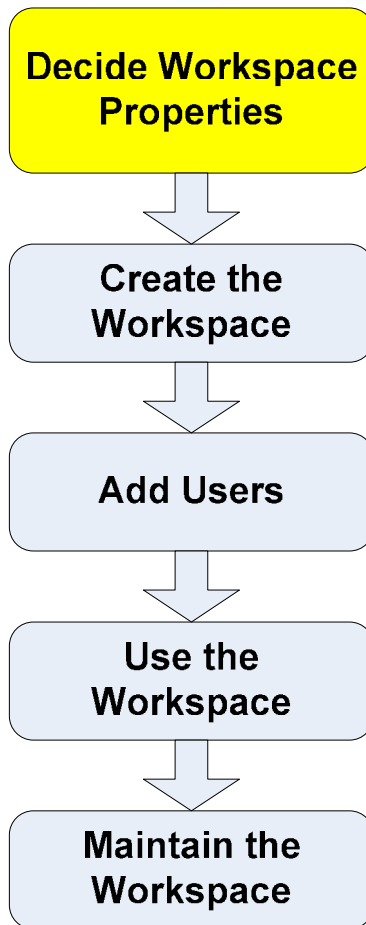 Decide Workspace
Properties
Create the
Workspace
Add Users
Use the
Workspace
Maintain the
Workspace